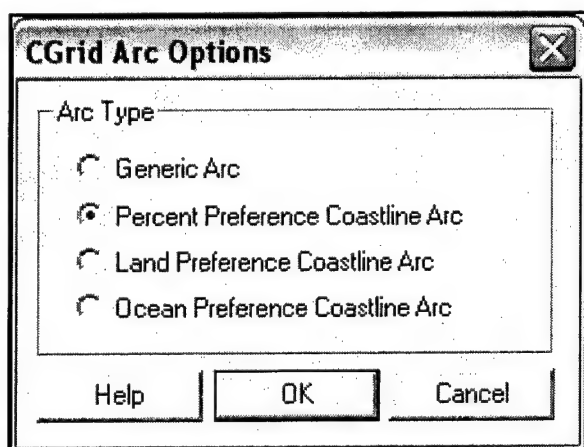 CGrid Arc Options
Arc Type
Generic Arc
Percent Preference Coastline Arc
Land Preference Coastline Arc
Ocean Preference Coastline Arc
Help OK Cancel